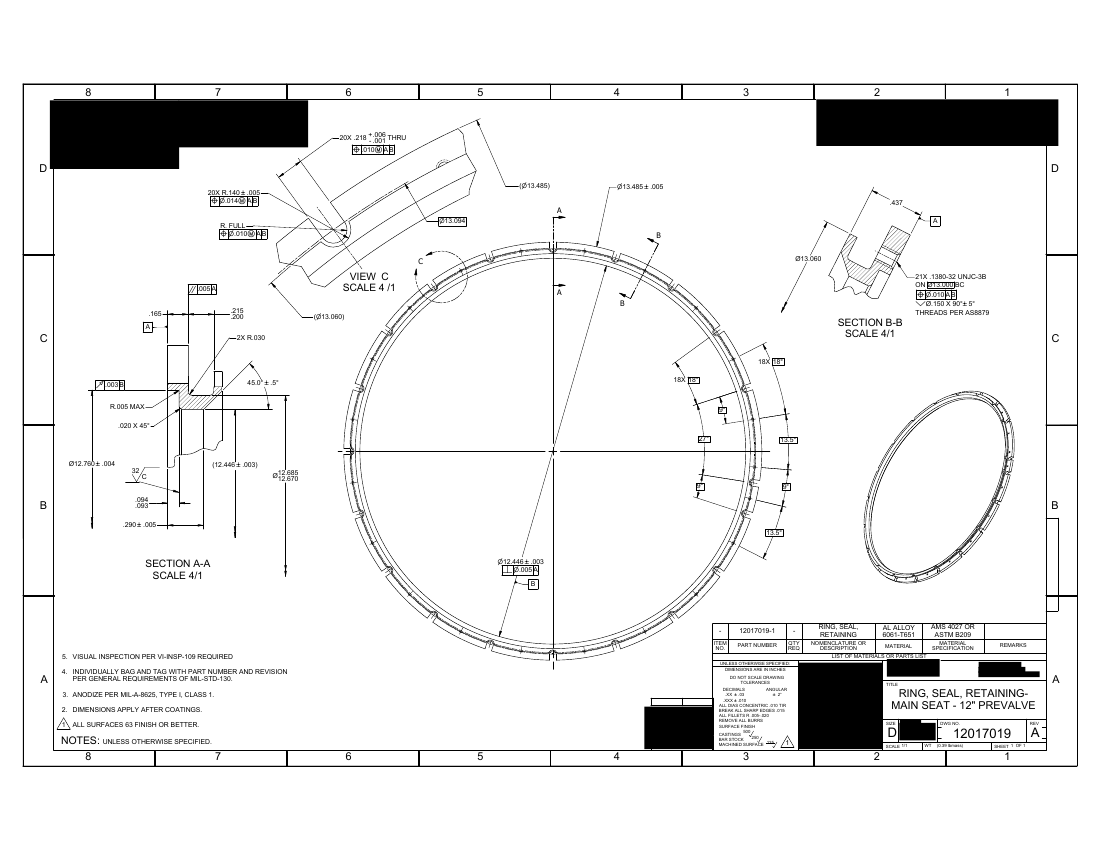 8 7 6 5 4 3 2 1
D
C
B
A
20X .218 +.006 -.001 THRU
⌖ .010Ⓜ A B
20X R.140 ± .005
⌖ Ø.014Ⓜ A B
R. FULL
⌖ Ø.010Ⓜ A B
(Ø13.485)
Ø13.094
VIEW C
SCALE 4 /1
(Ø13.060)
Ø13.485 ± .005
A
A
B
B
C
.437
A
Ø13.060
21X .1380-32 UNJC-3B
ON Ø13.000 BC
⌖ Ø.010 A B
⌵ Ø.150 X 90°± 5°
THREADS PER AS8879
SECTION B-B
SCALE 4/1
// .005 A
.165
.215
.200
A
2X R.030
↗ .003 B
45.0°± .5°
R.005 MAX
.020 X 45°
Ø12.760 ± .004
32
C
(12.446 ± .003)
Ø 12.685
12.670
.094
.093
.290 ± .005
SECTION A-A
SCALE 4/1
18X 18°
18X 18°
9°
27°
13.5°
9°
9°
13.5°
Ø12.446 ± .003
⊥ Ø.005 A
B
5. VISUAL INSPECTION PER VI-INSP-109 REQUIRED
4. INDIVIDUALLY BAG AND TAG WITH PART NUMBER AND REVISION
PER GENERAL REQUIREMENTS OF MIL-STD-130.
3. ANODIZE PER MIL-A-8625, TYPE I, CLASS 1.
2. DIMENSIONS APPLY AFTER COATINGS.
1 ALL SURFACES 63 FINISH OR BETTER.
NOTES: UNLESS OTHERWISE SPECIFIED.
- 12017019-1 - RING, SEAL, RETAINING AL ALLOY 6061-T651 AMS 4027 OR ASTM B209
ITEM NO. PART NUMBER QTY REQ NOMENCLATURE OR DESCRIPTION MATERIAL MATERIAL SPECIFICATION REMARKS
LIST OF MATERIALS OR PARTS LIST
UNLESS OTHERWISE SPECIFIED:
DIMENSIONS ARE IN INCHES
DO NOT SCALE DRAWING
TOLERANCES
DECIMALS ANGULAR
.XX ± .03 ± 2°
.XXX ± .010
ALL DIAS CONCENTRIC .010 TIR
BREAK ALL SHARP EDGES .015
ALL FILLETS R .005-.020
REMOVE ALL BURRS
SURFACE FINISH
CASTINGS 500
BAR STOCK 250
MACHINED SURFACE 1
TITLE
RING, SEAL, RETAINING-
MAIN SEAT - 12" PREVALVE
SIZE DWG NO. REV
D 12017019 A
SCALE 1/1 WT (0.39 lbmass) SHEET 1 OF 1
8 7 6 5 4 3 2 1
D
C
B
A